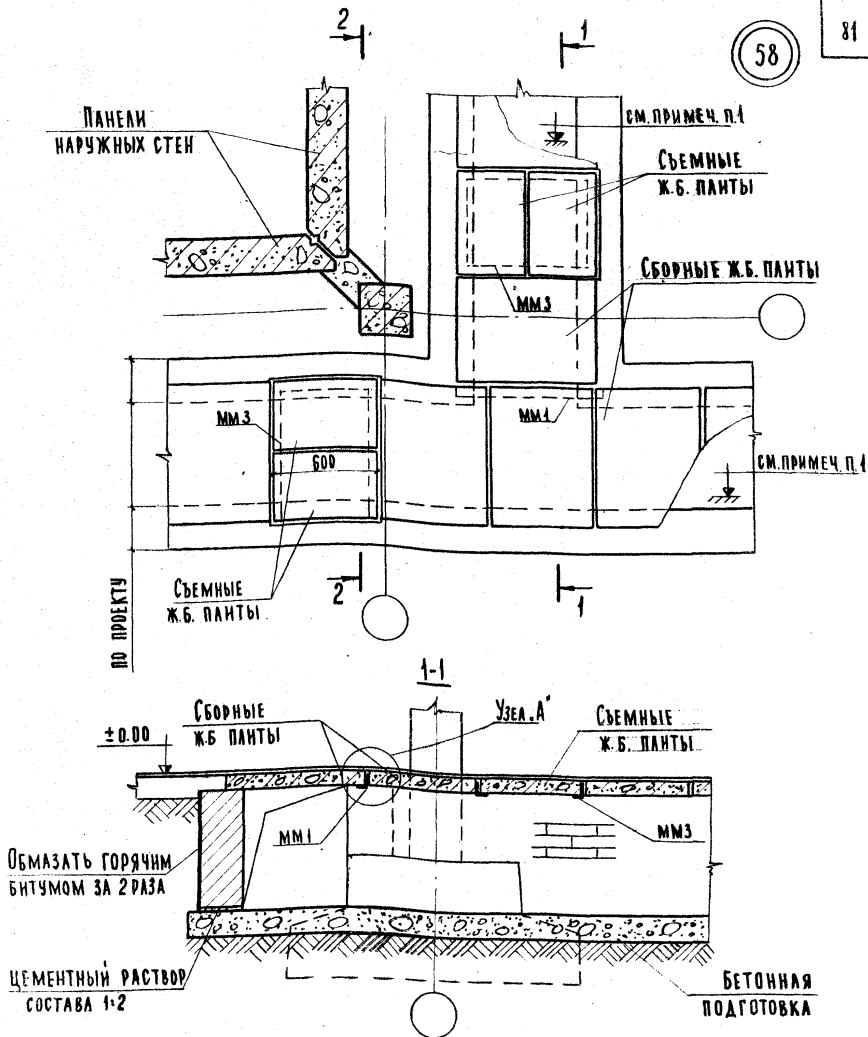 2
1
58
81
ПАНЕЛИ
НАРУЖНЫХ СТЕН
СМ. ПРИМЕЧ. П.1
СЪЕМНЫЕ
Ж.Б. ПЛИТЫ
СБОРНЫЕ Ж.Б. ПЛИТЫ
ММ3
ММ3
ММ1
600
СМ. ПРИМЕЧ. П.1
СЪЕМНЫЕ
Ж.Б. ПЛИТЫ
2
1
ПО ПРОЕКТУ
1-1
СБОРНЫЕ
Ж.Б ПЛИТЫ
УЗЕЛ „А"
СЪЕМНЫЕ
Ж.Б. ПЛИТЫ
±0.00
ММ1
ММ3
ОБМАЗАТЬ ГОРЯЧИМ
БИТУМОМ ЗА 2 РАЗА
ЦЕМЕНТНЫЙ РАСТВОР
СОСТАВА 1:2
БЕТОННАЯ
ПОДГОТОВКА